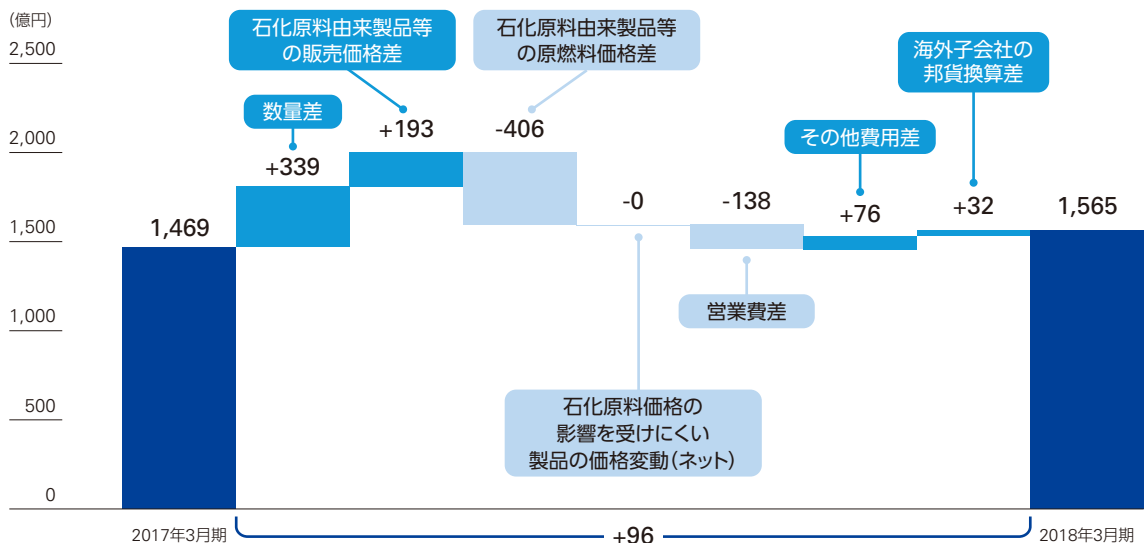 (億円)
2,500
2,000
1,500
1,000
500
0
1,469
数量差
+339
石化原料由来製品等
の販売価格差
+193
石化原料由来製品等
の原燃料価格差
-406
-0
石化原料価格の
影響を受けにくい
製品の価格変動(ネット)
-138
営業費差
その他費用差
+76
海外子会社の
邦貨換算差
+32
1,565
2017年3月期
+96
2018年3月期